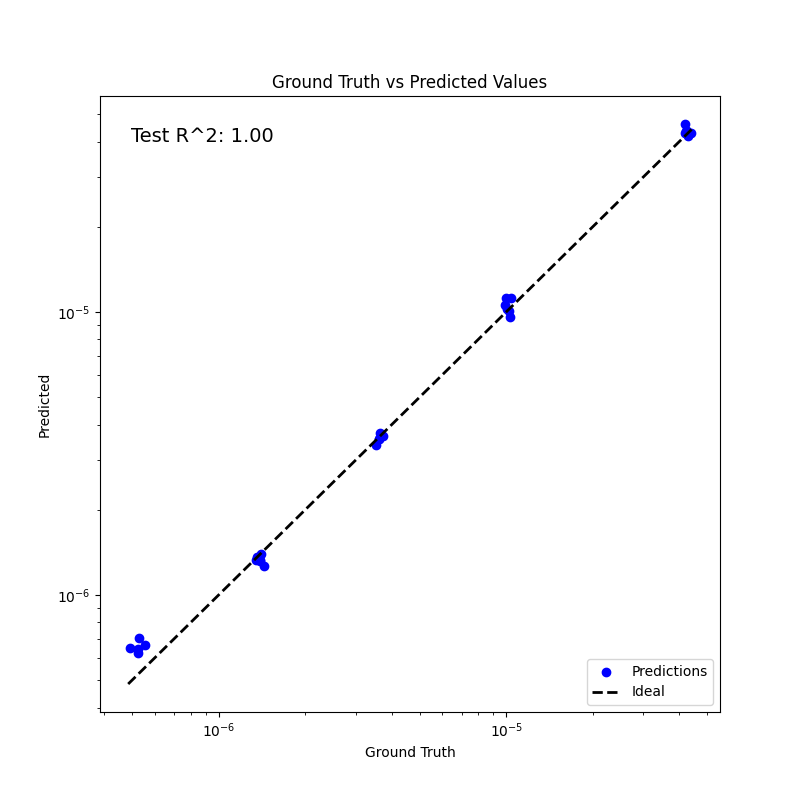 Ground Truth vs Predicted Values
Test R^2: 1.00
Predicted
10⁻⁵
10⁻⁶
Predictions
Ideal
10⁻⁶
10⁻⁵
Ground Truth